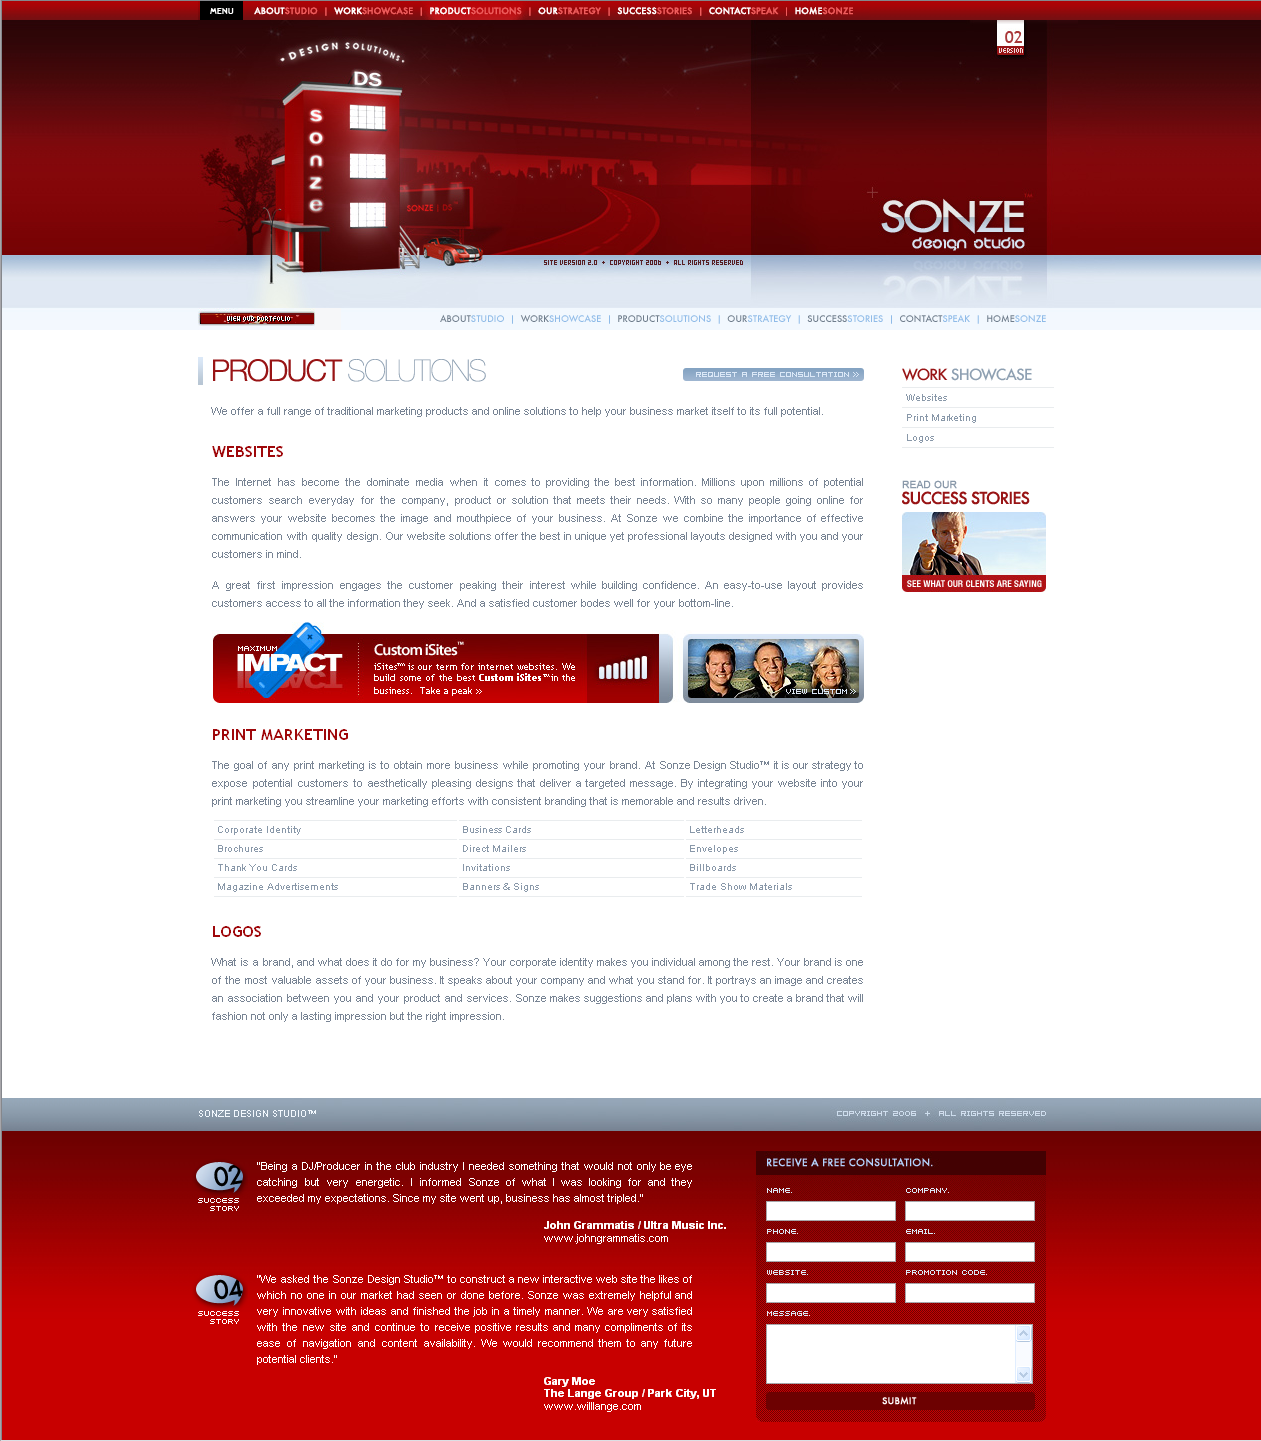 MENU ABOUTSTUDIO | WORKSHOWCASE | PRODUCTSOLUTIONS | OURSTRATEGY | SUCCESSSTORIES | CONTACTSPEAK | HOMESONZE
02
VERSION
• DESIGN SOLUTIONS •
DS
sonze
SONZE | DS
SONZE™
design studio
SITE VERSION 2.0 + COPYRIGHT 2006 + ALL RIGHTS RESERVED
VIEW OUR PORTFOLIO
ABOUTSTUDIO | WORKSHOWCASE | PRODUCTSOLUTIONS | OURSTRATEGY | SUCCESSSTORIES | CONTACTSPEAK | HOMESONZE
PRODUCT SOLUTIONS
REQUEST A FREE CONSULTATION >>
We offer a full range of traditional marketing products and online solutions to help your business market itself to its full potential.
WEBSITES
The Internet has become the dominate media when it comes to providing the best information. Millions upon millions of potential
customers search everyday for the company, product or solution that meets their needs. With so many people going online for
answers your website becomes the image and mouthpiece of your business. At Sonze we combine the importance of effective
communication with quality design. Our website solutions offer the best in unique yet professional layouts designed with you and your
customers in mind.
A great first impression engages the customer peaking their interest while building confidence. An easy-to-use layout provides
customers access to all the information they seek. And a satisfied customer bodes well for your bottom-line.
MAXIMUM
IMPACT
Custom iSites™
iSites™ is our term for internet websites. We
build some of the best Custom iSites™ in the
business. Take a peak >>
VIEW CUSTOM >>
PRINT MARKETING
The goal of any print marketing is to obtain more business while promoting your brand. At Sonze Design Studio™ it is our strategy to
expose potential customers to aesthetically pleasing designs that deliver a targeted message. By integrating your website into your
print marketing you streamline your marketing efforts with consistent branding that is memorable and results driven.
Corporate Identity Business Cards Letterheads
Brochures Direct Mailers Envelopes
Thank You Cards Invitations Billboards
Magazine Advertisements Banners & Signs Trade Show Materials
LOGOS
What is a brand, and what does it do for my business? Your corporate identity makes you individual among the rest. Your brand is one
of the most valuable assets of your business. It speaks about your company and what you stand for. It portrays an image and creates
an association between you and your product and services. Sonze makes suggestions and plans with you to create a brand that will
fashion not only a lasting impression but the right impression.
WORK SHOWCASE
Websites
Print Marketing
Logos
READ OUR
SUCCESS STORIES
SEE WHAT OUR CLENTS ARE SAYING
SONZE DESIGN STUDIO™
COPYRIGHT 2006 + ALL RIGHTS RESERVED
02
SUCCESS
STORY
"Being a DJ/Producer in the club industry I needed something that would not only be eye
catching but very energetic. I informed Sonze of what I was looking for and they
exceeded my expectations. Since my site went up, business has almost tripled."
John Grammatis / Ultra Music Inc.
www.johngrammatis.com
04
SUCCESS
STORY
"We asked the Sonze Design Studio™ to construct a new interactive web site the likes of
which no one in our market had seen or done before. Sonze was extremely helpful and
very innovative with ideas and finished the job in a timely manner. We are very satisfied
with the new site and continue to receive positive results and many compliments of its
ease of navigation and content availability. We would recommend them to any future
potential clients."
Gary Moe
The Lange Group / Park City, UT
www.willlange.com
RECEIVE A FREE CONSULTATION.
NAME. COMPANY.
PHONE. EMAIL.
WEBSITE. PROMOTION CODE.
MESSAGE.
SUBMIT